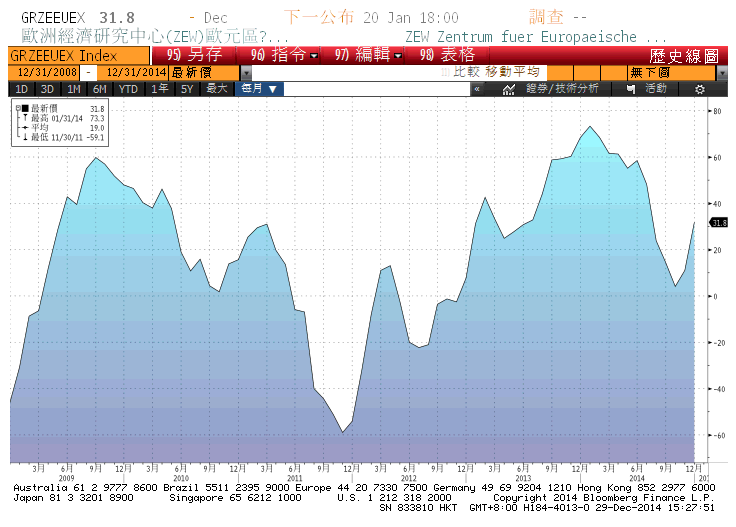 GRZEEUEX 31.8 - Dec 下一公布 20 Jan 18:00 調查 --
歐洲經濟研究中心(ZEW)歐元區?... ZEW Zentrum fuer Europaeische ...
GRZEEUEX Index 95) 另存 96) 指令 97) 編輯 98) 表格 歷史線圖
12/31/2008 - 12/31/2014 最新價 比較 移動平均 無下圖
1D 3D 1M 6M YTD 1年 5Y 最大 每月 ▼ « 證券/技術分析 活動
最新價 31.8
最高 01/31/14 73.3
平均 19.0
最低 11/30/11 -59.1
80
60
40
31.8
20
0
-20
-40
-60
3月 6月 9月 12月 3月 6月 9月 12月 3月 6月 9月 12月 3月 6月 9月 12月 3月 6月 9月 12月 3月 6月 9月 12月
2009 2010 2011 2012 2013 2014
Australia 61 2 9777 8600 Brazil 5511 2395 9000 Europe 44 20 7330 7500 Germany 49 69 9204 1210 Hong Kong 852 2977 6000
Japan 81 3 3201 8900 Singapore 65 6212 1000 U.S. 1 212 318 2000 Copyright 2014 Bloomberg Finance L.P.
SN 833810 HKT GMT+8:00 H184-4013-0 29-Dec-2014 15:27:51